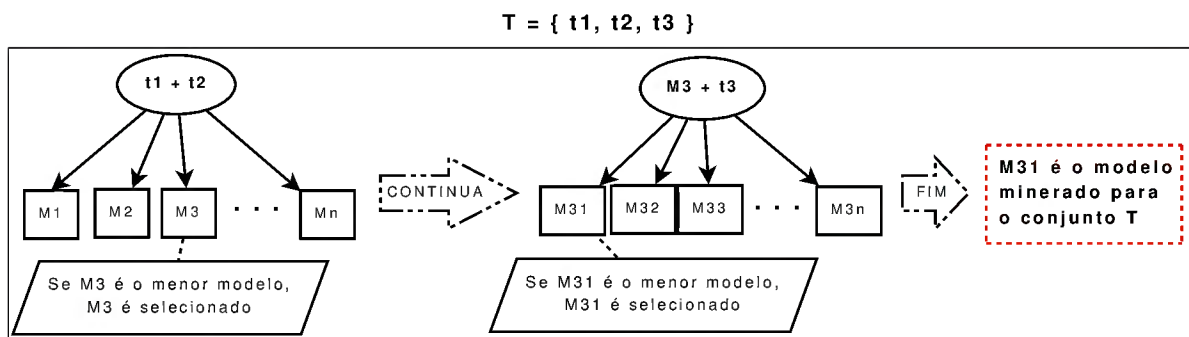 T = { t1, t2, t3 }
t1 + t2
M1
M2
M3
. . .
Mn
Se M3 é o menor modelo,
M3 é selecionado
CONTINUA
M3 + t3
M31
M32
M33
. . .
M3n
Se M31 é o menor modelo,
M31 é selecionado
FIM
M31 é o modelo
minerado para
o conjunto T